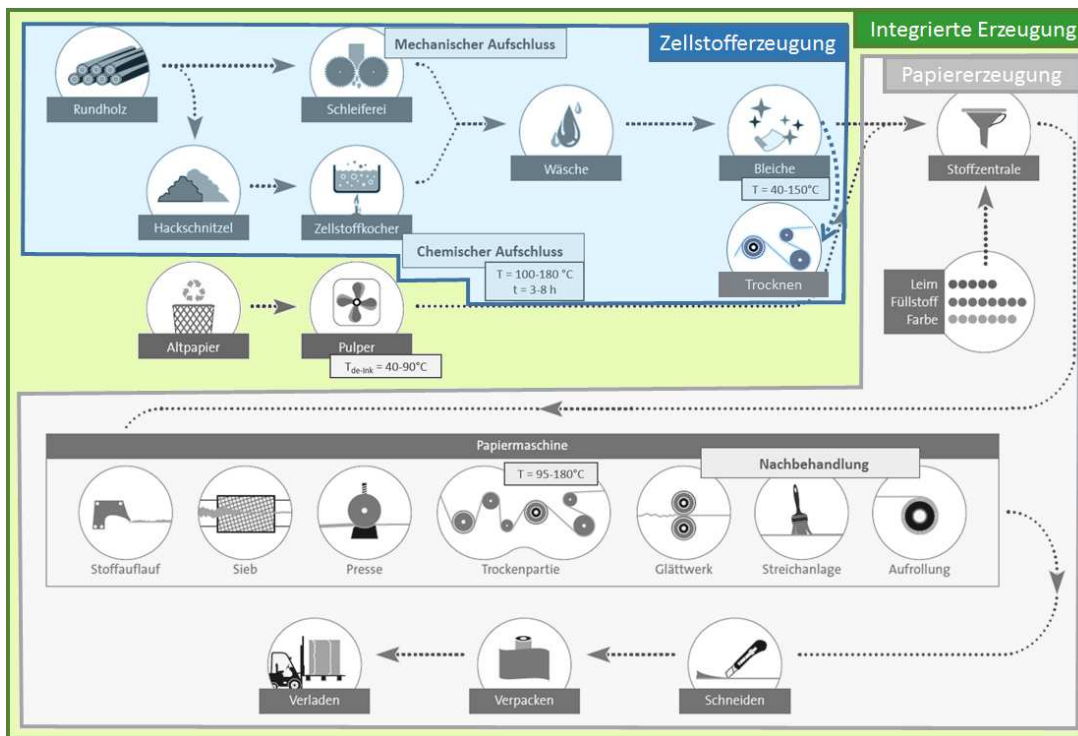 Integrierte Erzeugung
Zellstofferzeugung
Papiererzeugung
Mechanischer Aufschluss
Rundholz
Schleiferei
Wäsche
Bleiche
T = 40-150°C
Stoffzentrale
Hackschnitzel
Zellstoffkocher
Chemischer Aufschluss
T = 100-180 °C
t = 3-8 h
Trocknen
Leim
Füllstoff
Farbe
Altpapier
Pulper
Tde-Ink = 40-90°C
Papiermaschine
T = 95-180°C
Nachbehandlung
Stoffauflauf
Sieb
Presse
Trockenpartie
Glättwerk
Streichanlage
Aufrollung
Verladen
Verpacken
Schneiden